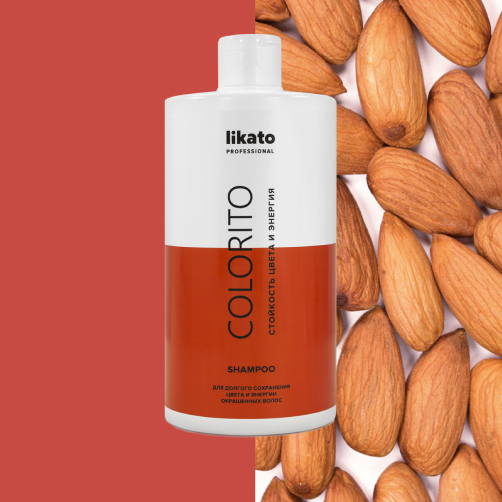 likato
PROFESSIONAL
COLORITO
СТОЙКОСТЬ ЦВЕТА И ЭНЕРГИЯ
SHAMPOO
ДЛЯ ДОЛГОГО СОХРАНЕНИЯ
ЦВЕТА И ЭНЕРГИИ
ОКРАШЕННЫХ ВОЛОС